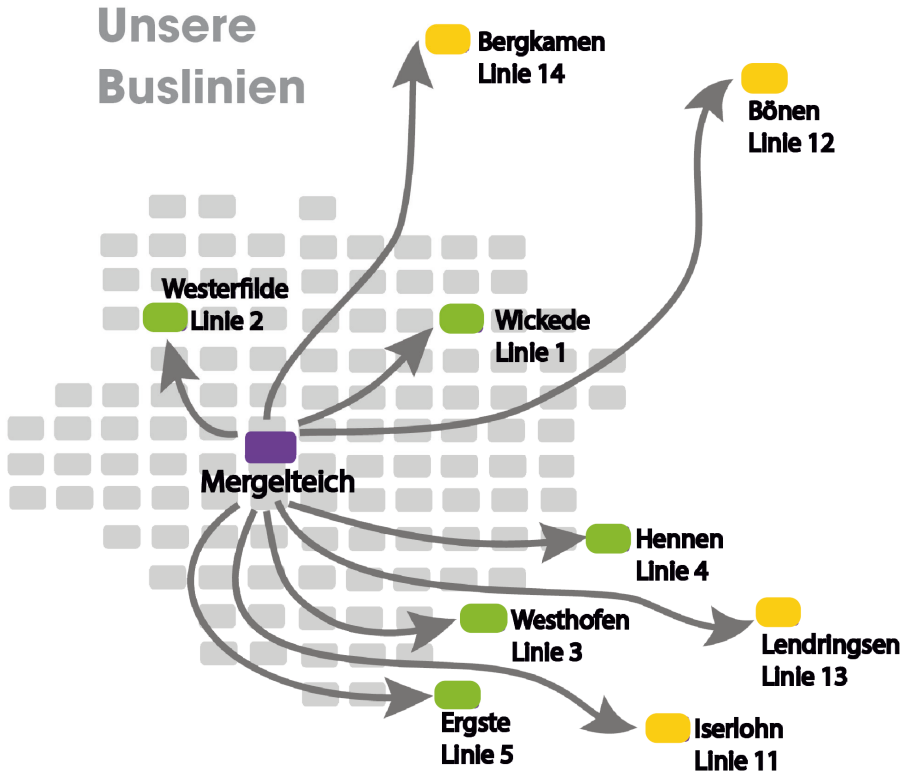 Unsere
Buslinien
Bergkamen
Linie 14
Bönen
Linie 12
Westerfilde
Linie 2
Wickede
Linie 1
Mergelteich
Hennen
Linie 4
Westhofen
Linie 3
Lendringsen
Linie 13
Ergste
Linie 5
Iserlohn
Linie 11